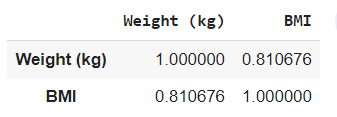 Weight (kg) BMI
Weight (kg) 1.000000 0.810676
BMI 0.810676 1.000000